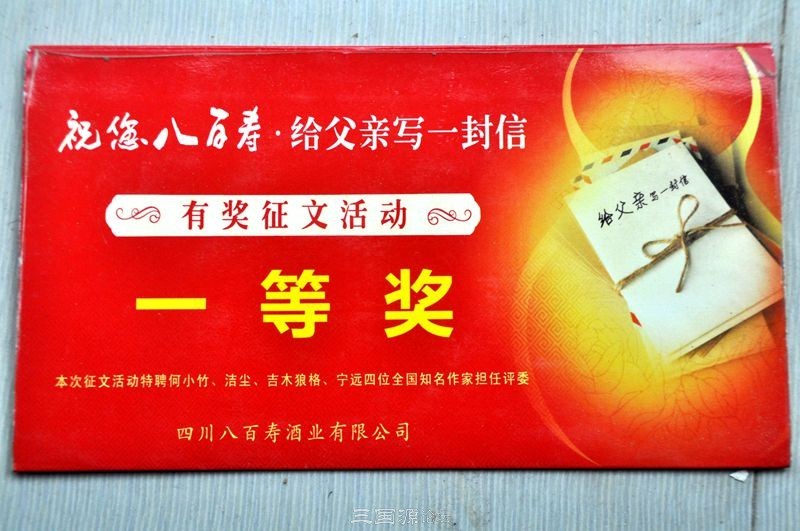 祝您八百寿·给父亲写一封信
有奖征文活动
一等奖
给父亲写一封信
本次征文活动特聘何小竹、洁尘、吉木狼格、宁远四位全国知名作家担任评委
四川八百寿酒业有限公司
三国源